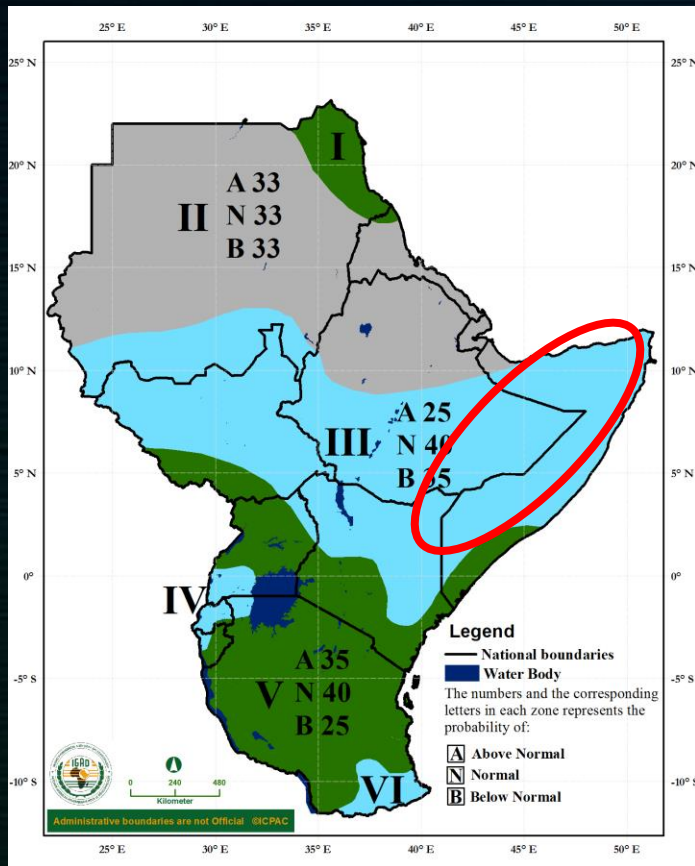 25° E 30° E 35° E 40° E 45° E 50° E
20° N 20° N
15° N 15° N
10° N 10° N
5° N 5° N
0° 0°
-5° S -5° S
-10° S -10° S
25° E 30° E 35° E 40° E 45° E 50° E
I
II
A 33
N 33
B 33
III
A 25
N 40
B 35
IV
V
A 35
N 40
B 25
VI
Legend
National boundaries
Water Body
The numbers and the corresponding
letters in each zone represents the
probability of:
A Above Normal
N Normal
B Below Normal
IGAD
0 240 480
Kilometer
Administrative boundaries are not Official ©ICPAC